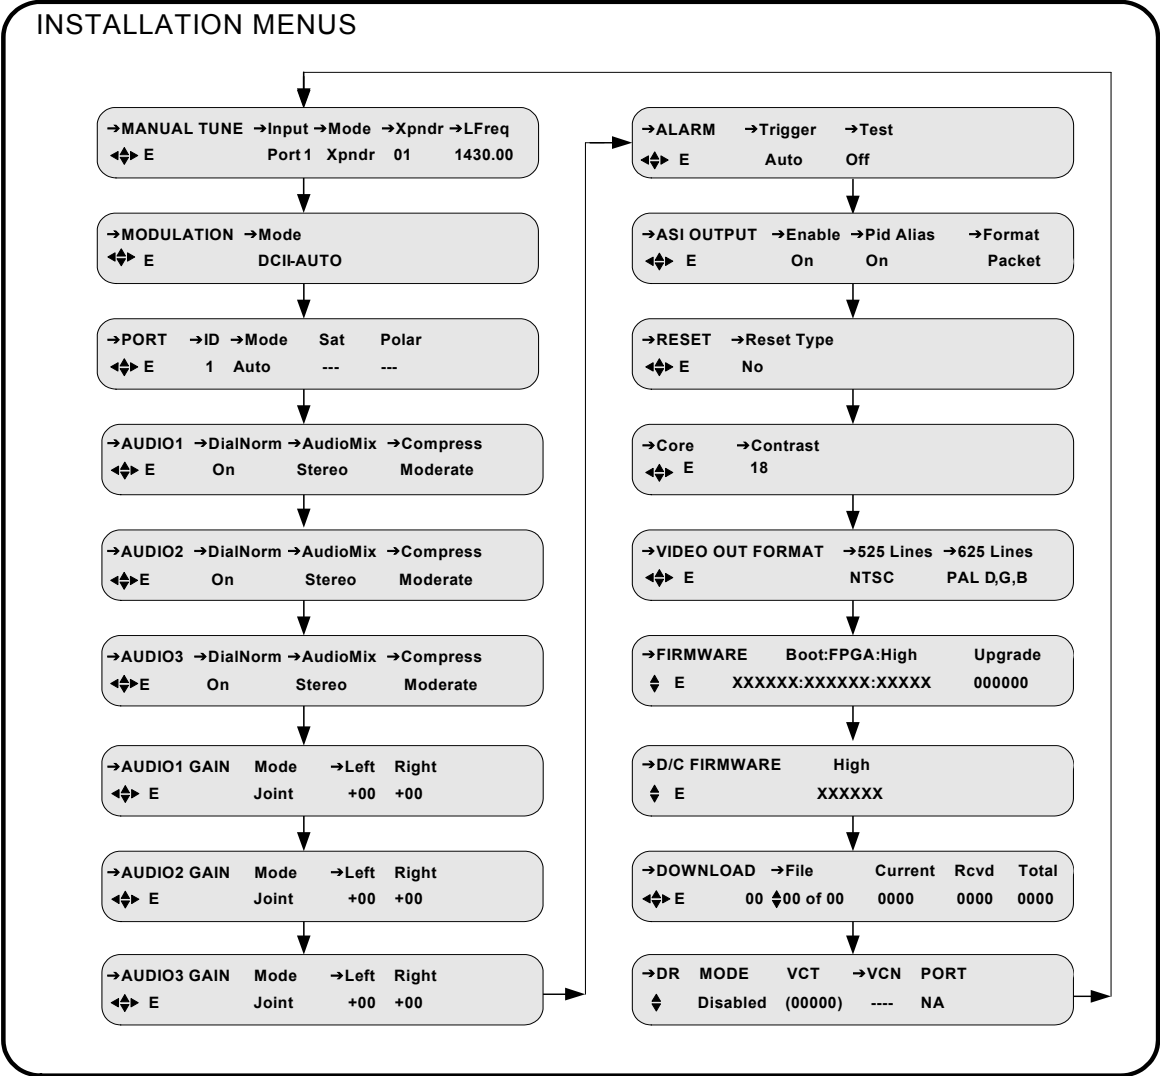 INSTALLATION MENUS
➔MANUAL TUNE ➔Input ➔Mode ➔Xpndr ➔LFreq
E Port 1 Xpndr 01 1430.00
➔MODULATION ➔Mode
E DCII-AUTO
➔PORT ➔ID ➔Mode Sat Polar
E 1 Auto --- ---
➔AUDIO1 ➔DialNorm ➔AudioMix ➔Compress
E On Stereo Moderate
➔AUDIO2 ➔DialNorm ➔AudioMix ➔Compress
E On Stereo Moderate
➔AUDIO3 ➔DialNorm ➔AudioMix ➔Compress
E On Stereo Moderate
➔AUDIO1 GAIN Mode ➔Left Right
E Joint +00 +00
➔AUDIO2 GAIN Mode ➔Left Right
E Joint +00 +00
➔AUDIO3 GAIN Mode ➔Left Right
E Joint +00 +00
➔ALARM ➔Trigger ➔Test
E Auto Off
➔ASI OUTPUT ➔Enable ➔Pid Alias ➔Format
E On On Packet
➔RESET ➔Reset Type
E No
➔Core ➔Contrast
E 18
➔VIDEO OUT FORMAT ➔525 Lines ➔625 Lines
E NTSC PAL D,G,B
➔FIRMWARE Boot:FPGA:High Upgrade
E XXXXXX:XXXXXX:XXXXX 000000
➔D/C FIRMWARE High
E XXXXXX
➔DOWNLOAD ➔File Current Rcvd Total
E 00 00 of 00 0000 0000 0000
➔DR MODE VCT ➔VCN PORT
Disabled (00000) ---- NA